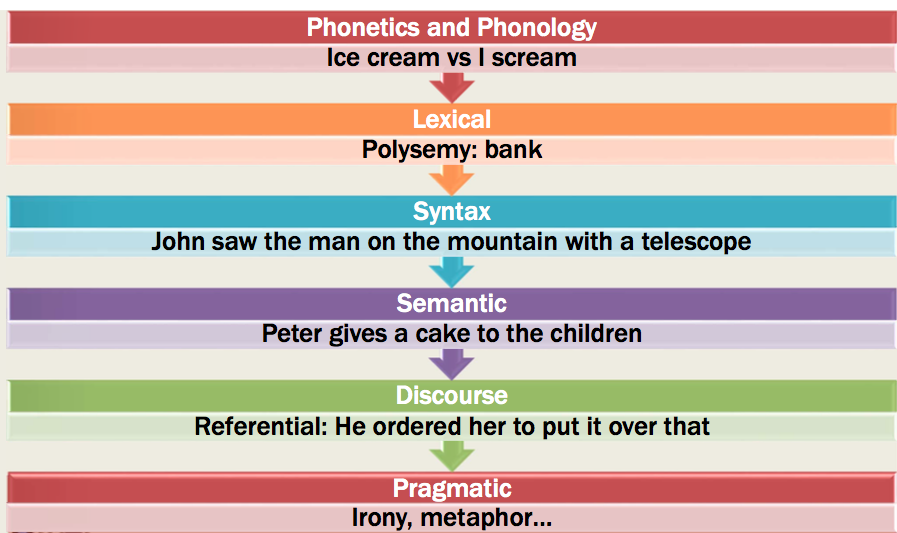 Phonetics and Phonology
Ice cream vs I scream
Lexical
Polysemy: bank
Syntax
John saw the man on the mountain with a telescope
Semantic
Peter gives a cake to the children
Discourse
Referential: He ordered her to put it over that
Pragmatic
Irony, metaphor...